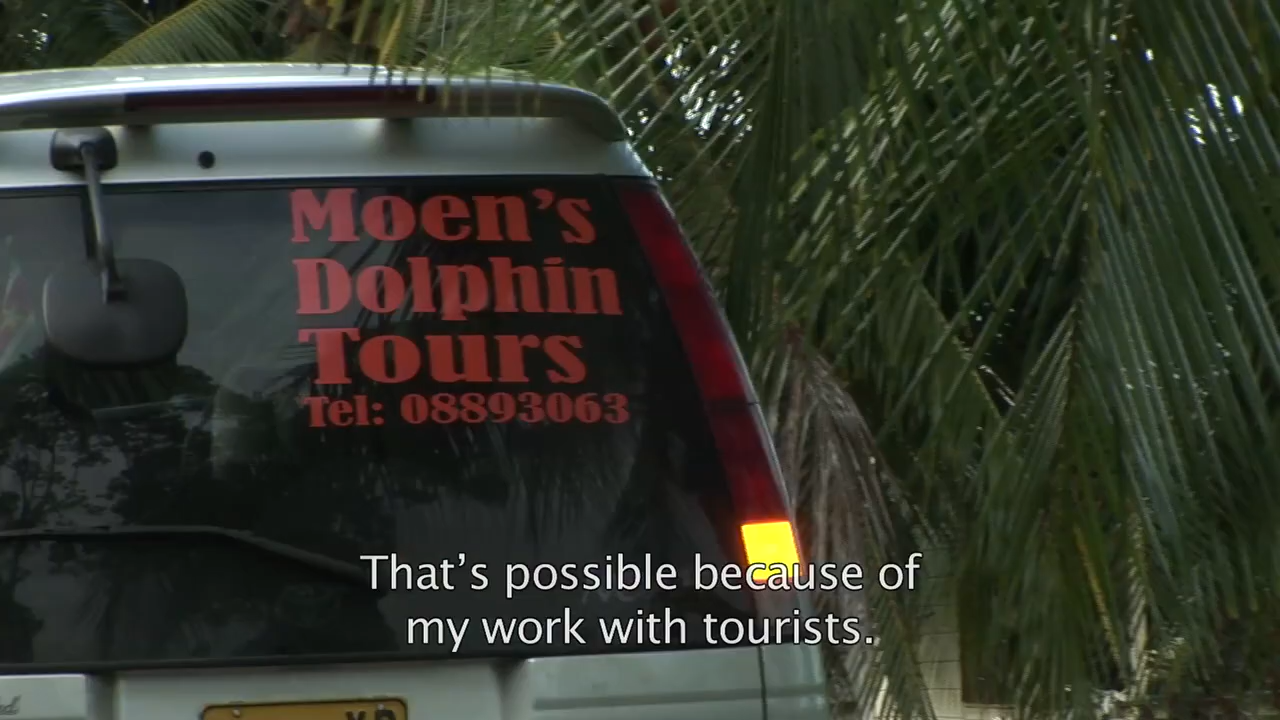 Moen's
Dolphin
Tours
Tel: 08893063
That's possible because of
my work with tourists.